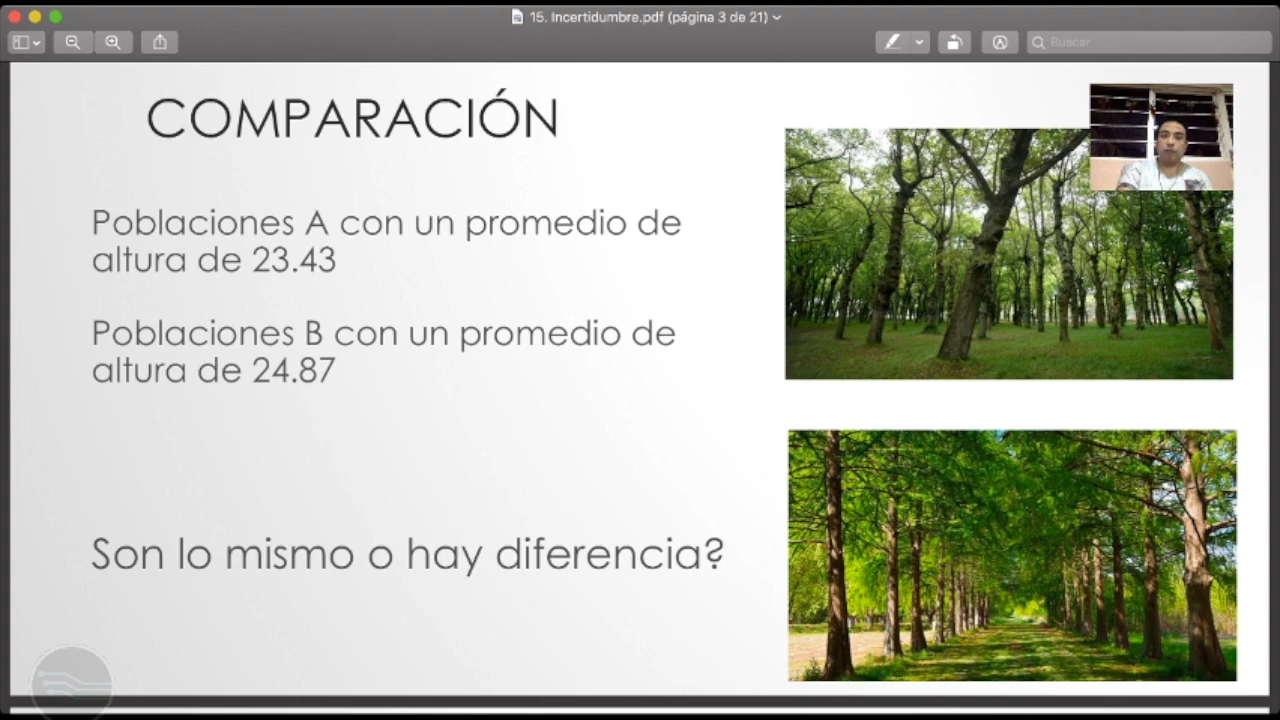 15. Incertidumbre.pdf (página 3 de 21)
Buscar
COMPARACIÓN
Poblaciones A con un promedio de
altura de 23.43
Poblaciones B con un promedio de
altura de 24.87
Son lo mismo o hay diferencia?